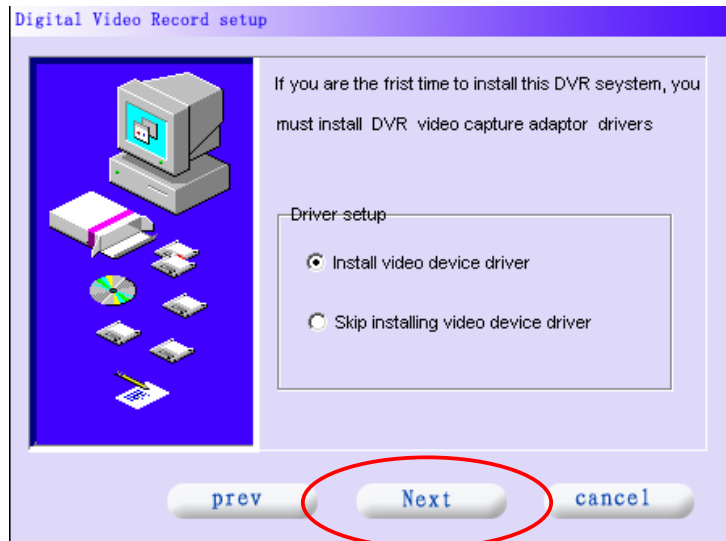 Digital Video Record setup
If you are the frist time to install this DVR seystem, you
must install DVR video capture adaptor drivers
Driver setup
Install video device driver
Skip installing video device driver
prev Next cancel